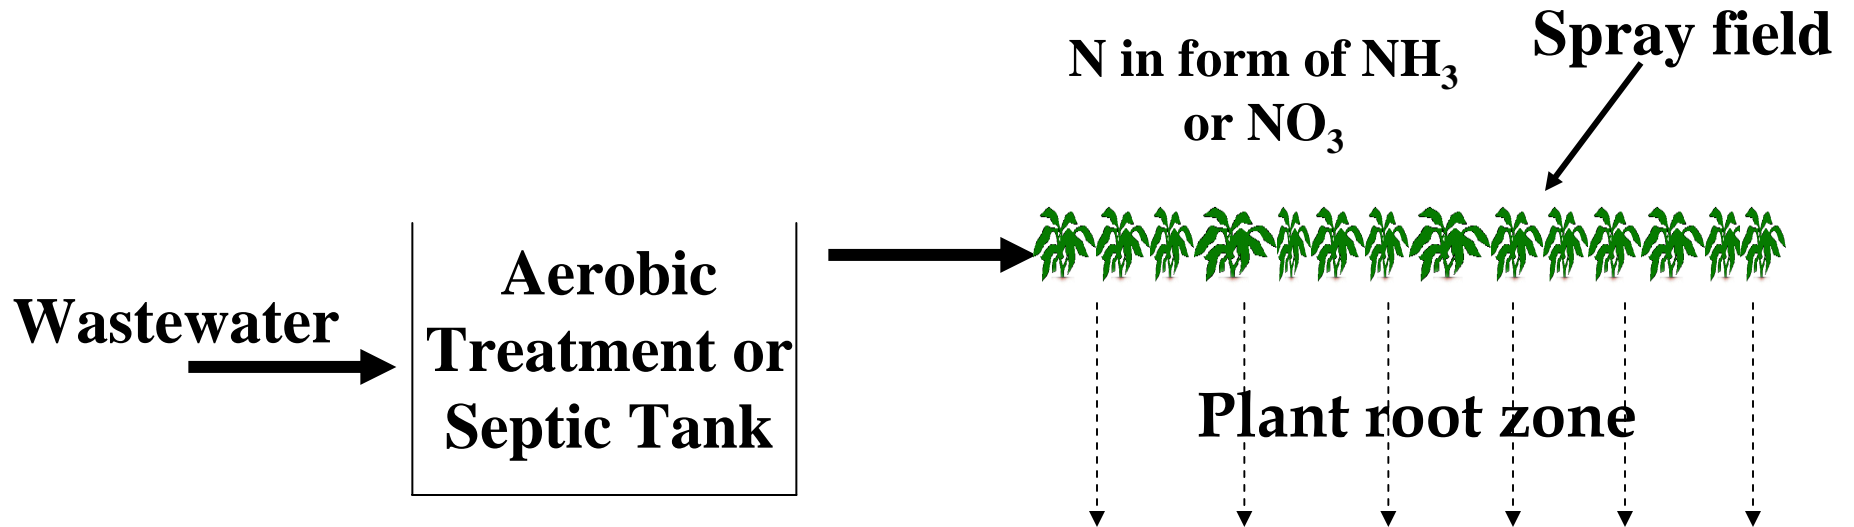 Wastewater
Aerobic
Treatment or
Septic Tank
N in form of NH₃
or NO₃
Spray field
Plant root zone